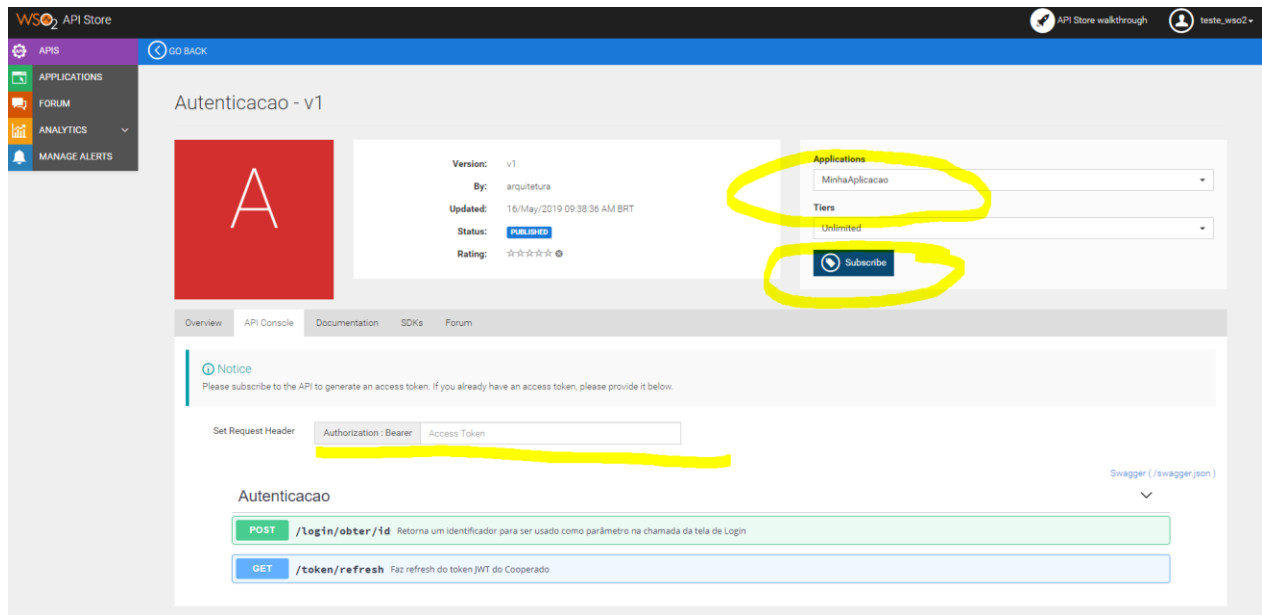 WSO2 API Store
API Store walkthrough
teste_wso2
APIS
GO BACK
APPLICATIONS
FORUM
ANALYTICS
MANAGE ALERTS
Autenticacao - v1
A
Version: v1
By: arquitetura
Updated: 16/May/2019 09:38:36 AM BRT
Status: PUBLISHED
Rating:
Applications
MinhaAplicacao
Tiers
Unlimited
Subscribe
Overview API Console Documentation SDKs Forum
Notice
Please subscribe to the API to generate an access token. If you already have an access token, please provide it below.
Set Request Header Authorization : Bearer Access Token
Swagger ( /swagger.json )
Autenticacao
POST /login/obter/id Retorna um identificador para ser usado como parâmetro na chamada da tela de Login
GET /token/refresh Faz refresh do token JWT do Cooperado